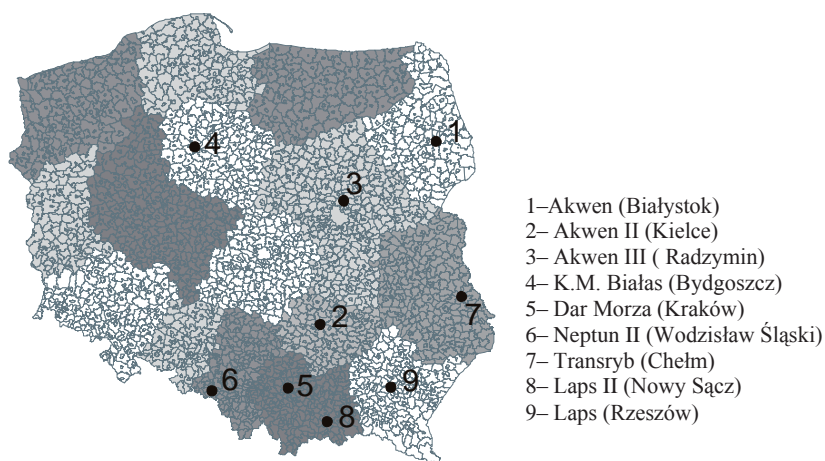 1
4
3
2
7
6
5
9
8
1–Akwen (Białystok)
2– Akwen II (Kielce)
3– Akwen III ( Radzymin)
4– K.M. Białas (Bydgoszcz)
5– Dar Morza (Kraków)
6– Neptun II (Wodzisław Śląski)
7– Transryb (Chełm)
8– Laps II (Nowy Sącz)
9– Laps (Rzeszów)